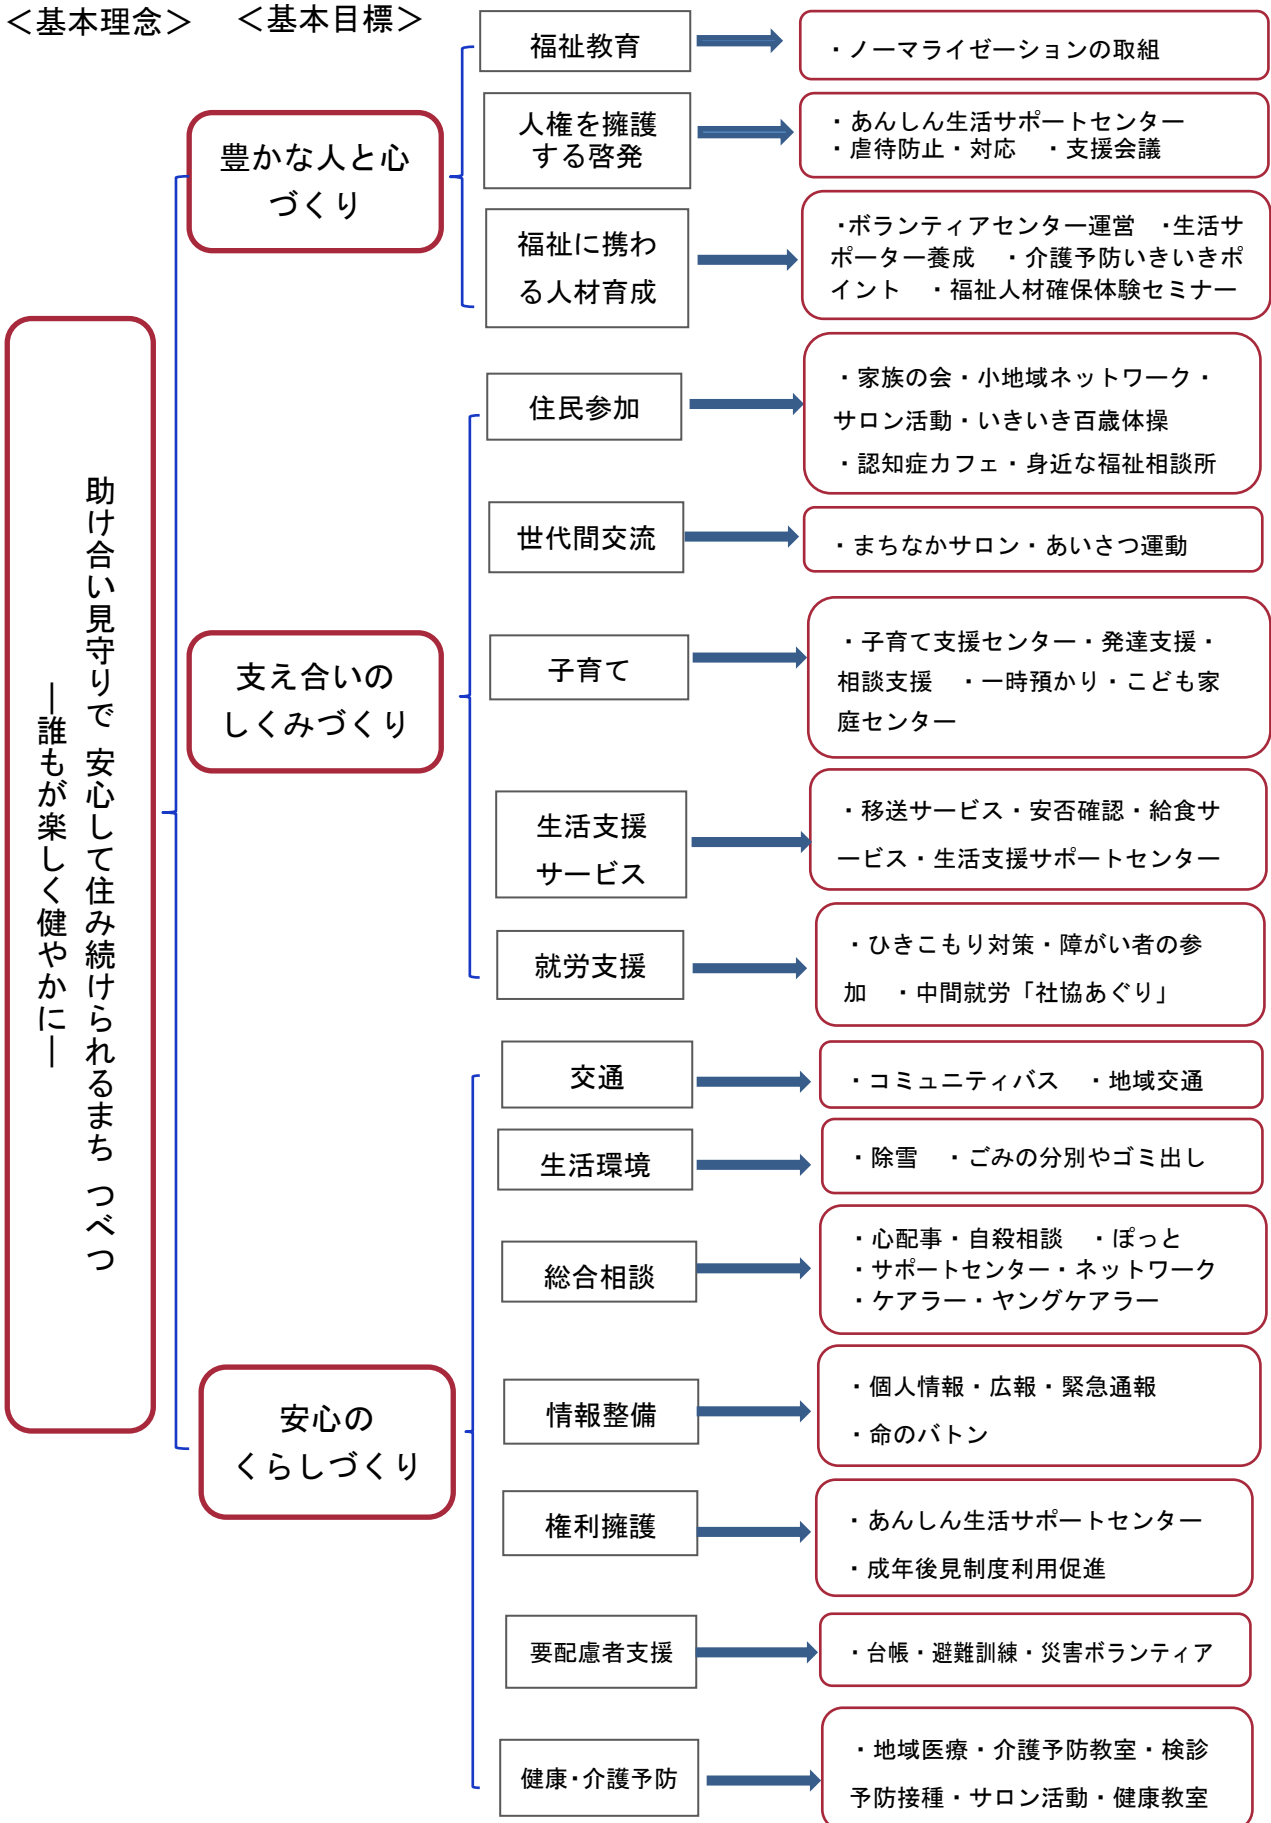 ＜基本理念＞　＜基本目標＞
助け合い見守りで 安心して住み続けられるまち つべつ
―誰もが楽しく健やかに―
豊かな人と心
づくり
福祉教育
・ノーマライゼーションの取組
人権を擁護
する啓発
・あんしん生活サポートセンター
・虐待防止・対応　・支援会議
福祉に携わ
る人材育成
・ボランティアセンター運営　・生活サ
ポーター養成　・介護予防いきいきポ
イント　・福祉人材確保体験セミナー
支え合いの
しくみづくり
住民参加
・家族の会・小地域ネットワーク・
サロン活動・いきいき百歳体操
・認知症カフェ・身近な福祉相談所
世代間交流
・まちなかサロン・あいさつ運動
子育て
・子育て支援センター・発達支援・
相談支援　・一時預かり・こども家
庭センター
生活支援
サービス
・移送サービス・安否確認・給食サ
ービス・生活支援サポートセンター
就労支援
・ひきこもり対策・障がい者の参
加　・中間就労「社協あぐり」
安心の
くらしづくり
交通
・コミュニティバス　・地域交通
生活環境
・除雪　・ごみの分別やゴミ出し
総合相談
・心配事・自殺相談　・ぽっと
・サポートセンター・ネットワーク
・ケアラー・ヤングケアラー
情報整備
・個人情報・広報・緊急通報
・命のバトン
権利擁護
・あんしん生活サポートセンター
・成年後見制度利用促進
要配慮者支援
・台帳・避難訓練・災害ボランティア
健康・介護予防
・地域医療・介護予防教室・検診
予防接種・サロン活動・健康教室